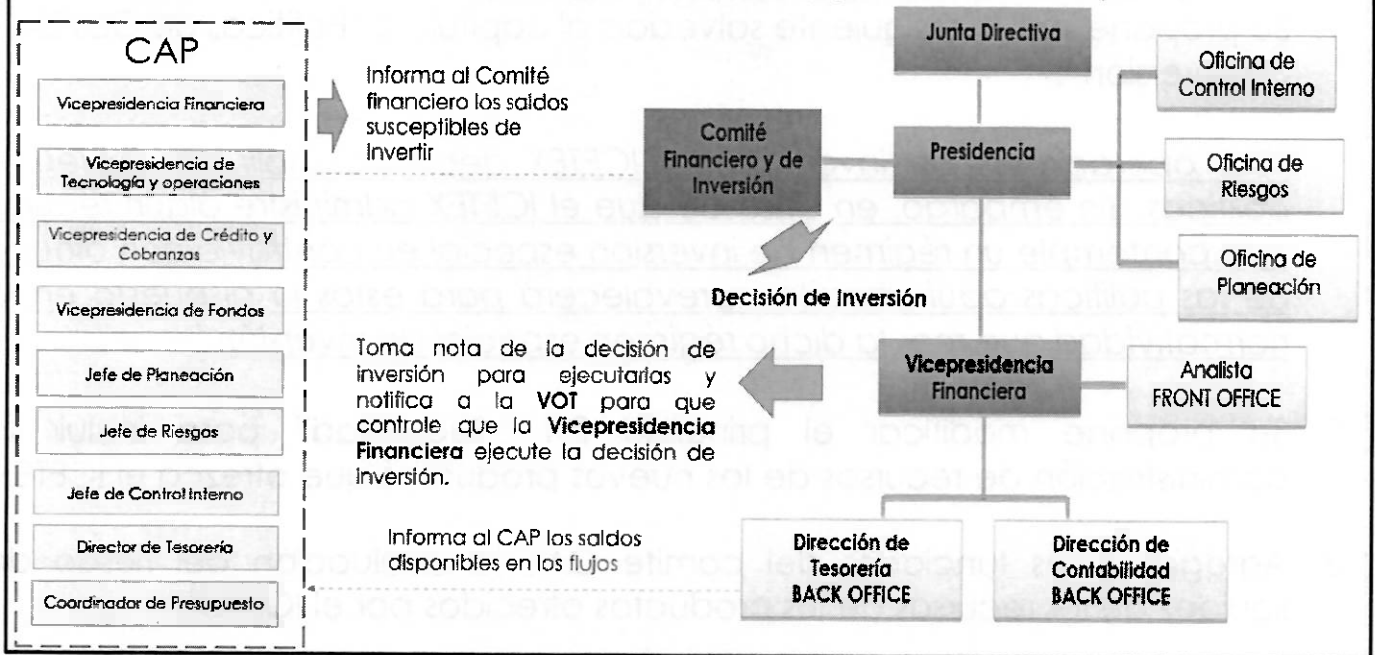 CAP
Vicepresidencia Financiera
Vicepresidencia de
Tecnología y operaciones
Vicepresidencia de Crédito y
Cobranzas
Vicepresidencia de Fondos
Jefe de Planeación
Jefe de Riesgos
Jefe de Control Interno
Director de Tesorería
Coordinador de Presupuesto
Informa al Comité
financiero los saldos
susceptibles de
Invertir
Comité
Financiero y de
Inversión
Junta Directiva
Presidencia
Oficina de
Control Interno
Oficina de
Riesgos
Oficina de
Planeación
Decisión de Inversión
Toma nota de la decisión de
inversión para ejecutarlas y
notifica a la VOT para que
controle que la Vicepresidencia
Financiera ejecute la decisión de
Inversión.
Vicepresidencia
Financiera
Analista
FRONT OFFICE
Informa al CAP los saldos
disponibles en los flujos
Dirección de
Tesorería
BACK OFFICE
Dirección de
Contabilidad
BACK OFFICE